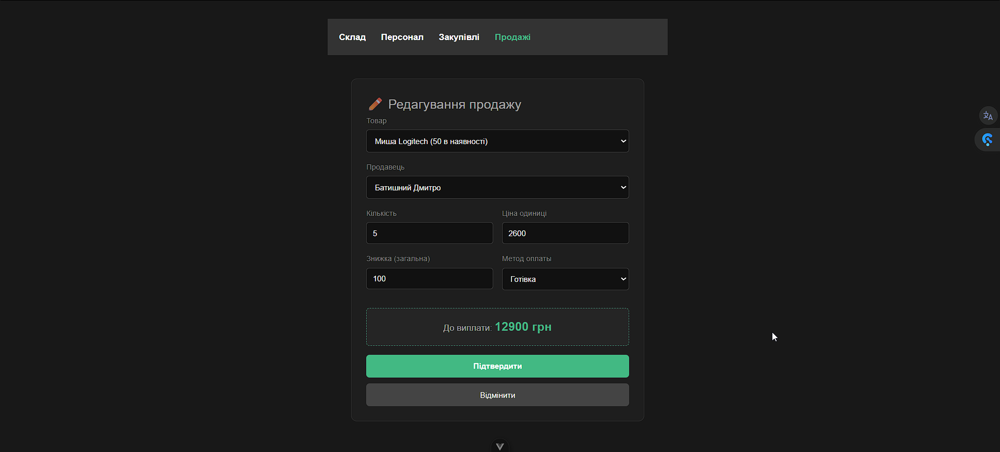 Склад Персонал Закупівлі Продажі
Редагування продажу
Товар
Миша Logitech (50 в наявності)
Продавець
Батишний Дмитро
Кількість Ціна одиниці
5 2600
Знижка (загальна) Метод оплаты
100 Готівка
До виплати: 12900 грн
Підтвердити
Відмінити